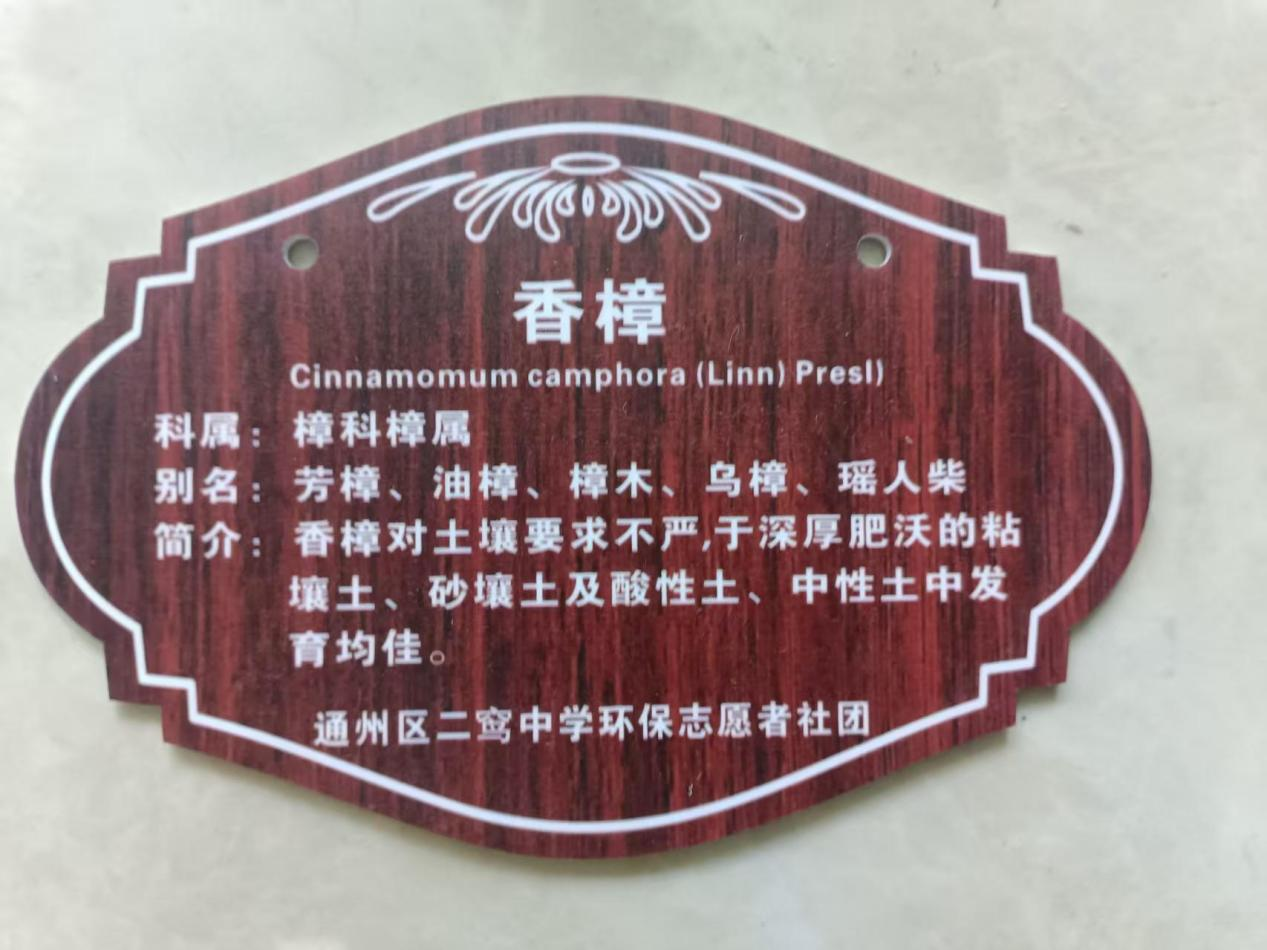 香樟
Cinnamomum camphora (Linn) Presl)
科属：樟科樟属
别名：芳樟、油樟、樟木、乌樟、瑶人柴
简介：香樟对土壤要求不严,于深厚肥沃的粘
壤土、砂壤土及酸性土、中性土中发
育均佳。
通州区二窎中学环保志愿者社团